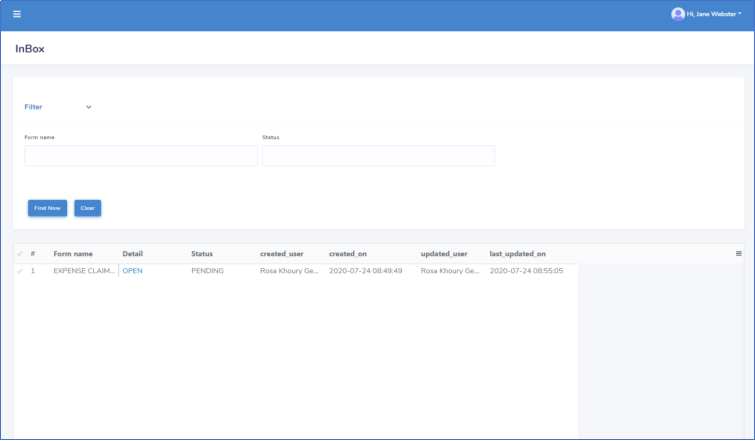 Hi, Jane Webster
InBox
Filter
Form name Status
Find Now Clear
# Form name Detail Status created_user created_on updated_user last_updated_on
1 EXPENSE CLAIM... OPEN PENDING Rosa Khoury Ge... 2020-07-24 08:49:49 Rosa Khoury Ge... 2020-07-24 08:55:05